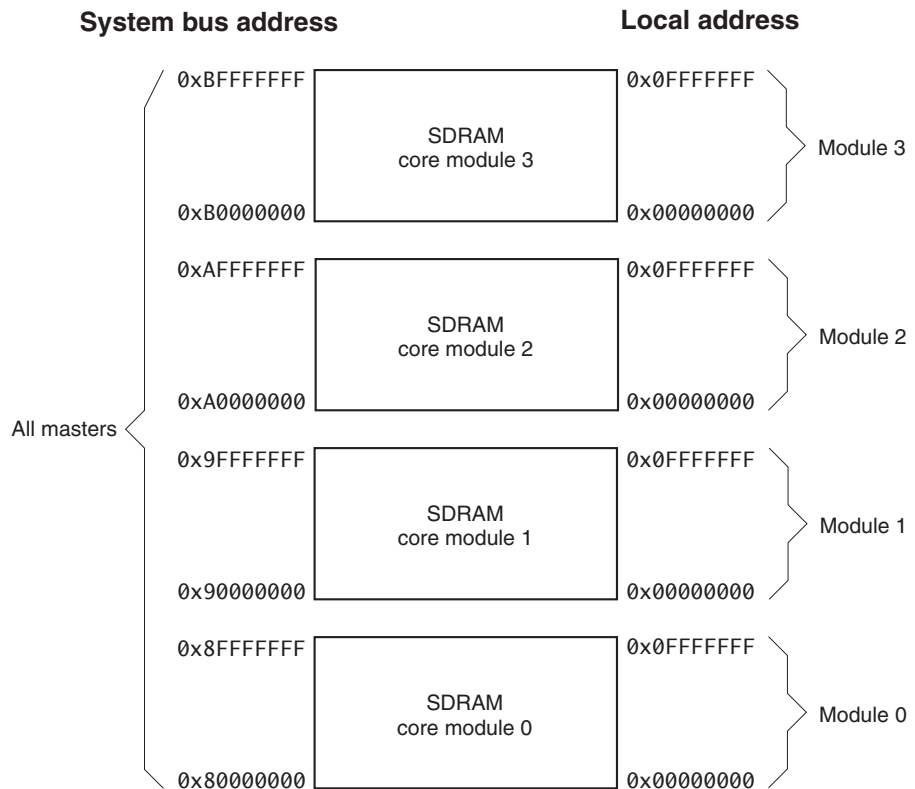 System bus address Local address
0xBFFFFFFF 0x0FFFFFFF
SDRAM
core module 3
Module 3
0xB0000000 0x00000000
0xAFFFFFFF 0x0FFFFFFF
SDRAM
core module 2
Module 2
0xA0000000 0x00000000
All masters
0x9FFFFFFF 0x0FFFFFFF
SDRAM
core module 1
Module 1
0x90000000 0x00000000
0x8FFFFFFF 0x0FFFFFFF
SDRAM
core module 0
Module 0
0x80000000 0x00000000